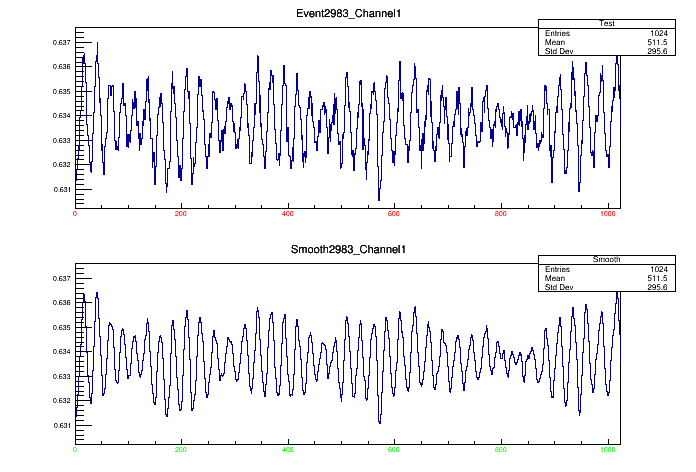 Event2983_Channel1
Test
Entries 1024
Mean 511.5
Std Dev 295.6
0.637
0.636
0.635
0.634
0.633
0.632
0.631
0 200 400 600 800 1000
Smooth2983_Channel1
Smooth
Entries 1024
Mean 511.5
Std Dev 295.6
0.637
0.636
0.635
0.634
0.633
0.632
0.631
0 200 400 600 800 1000